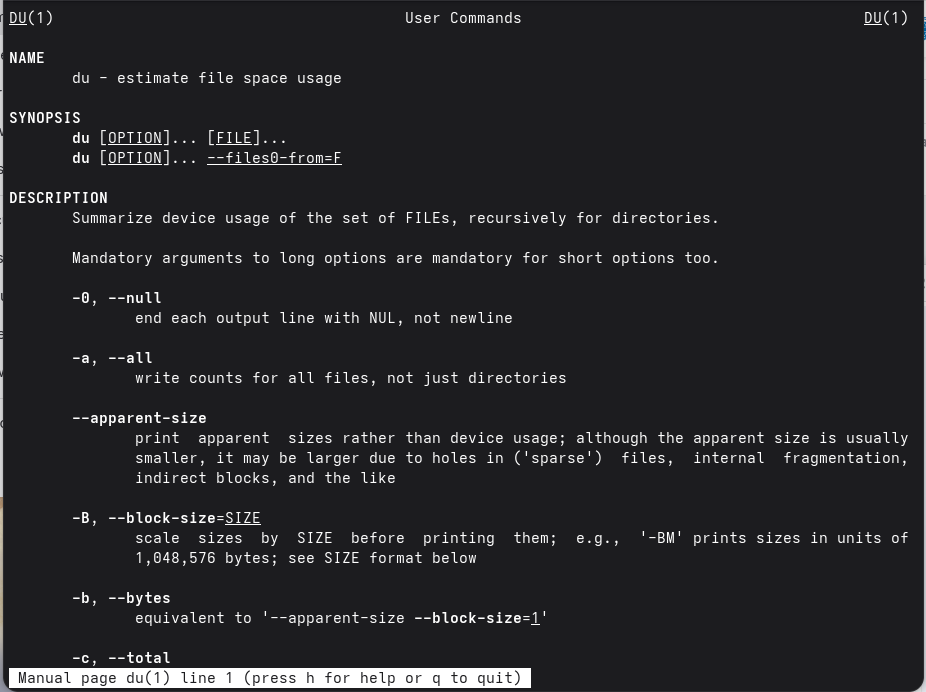 DU(1) User Commands DU(1)
NAME
du - estimate file space usage
SYNOPSIS
du [OPTION]... [FILE]...
du [OPTION]... --files0-from=F
DESCRIPTION
Summarize device usage of the set of FILEs, recursively for directories.
Mandatory arguments to long options are mandatory for short options too.
-0, --null
end each output line with NUL, not newline
-a, --all
write counts for all files, not just directories
--apparent-size
print apparent sizes rather than device usage; although the apparent size is usually
smaller, it may be larger due to holes in ('sparse') files, internal fragmentation,
indirect blocks, and the like
-B, --block-size=SIZE
scale sizes by SIZE before printing them; e.g., '-BM' prints sizes in units of
1,048,576 bytes; see SIZE format below
-b, --bytes
equivalent to '--apparent-size --block-size=1'
-c, --total
Manual page du(1) line 1 (press h for help or q to quit)